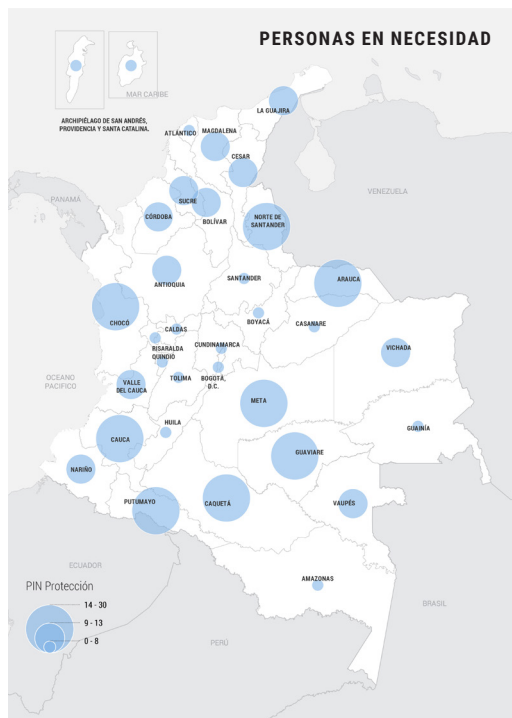 PERSONAS EN NECESIDAD
MAR CARIBE
ARCHIPIÉLAGO DE SAN ANDRÉS,
PROVIDENCIA Y SANTA CATALINA.
LA GUAJIRA
ATLÁNTICO
MAGDALENA
CESAR
PANAMÁ
VENEZUELA
SUCRE
CÓRDOBA
BOLÍVAR
NORTE DE
SANTANDER
ANTIOQUIA
SANTANDER
ARAUCA
CHOCÓ
BOYACÁ
CASANARE
CALDAS
RISARALDA
QUINDIO
CUNDINAMARCA
VICHADA
OCEANO
PACIFICO
VALLE
DEL CAUCA
TOLIMA
BOGOTÁ,
D.C.
META
GUAINÍA
CAUCA
HUILA
GUAVIARE
NARIÑO
PUTUMAYO
CAQUETÁ
VAUPÉS
ECUADOR
AMAZONAS
BRASIL
PERÚ
PIN Protección
14 - 30
9 - 13
0 - 8